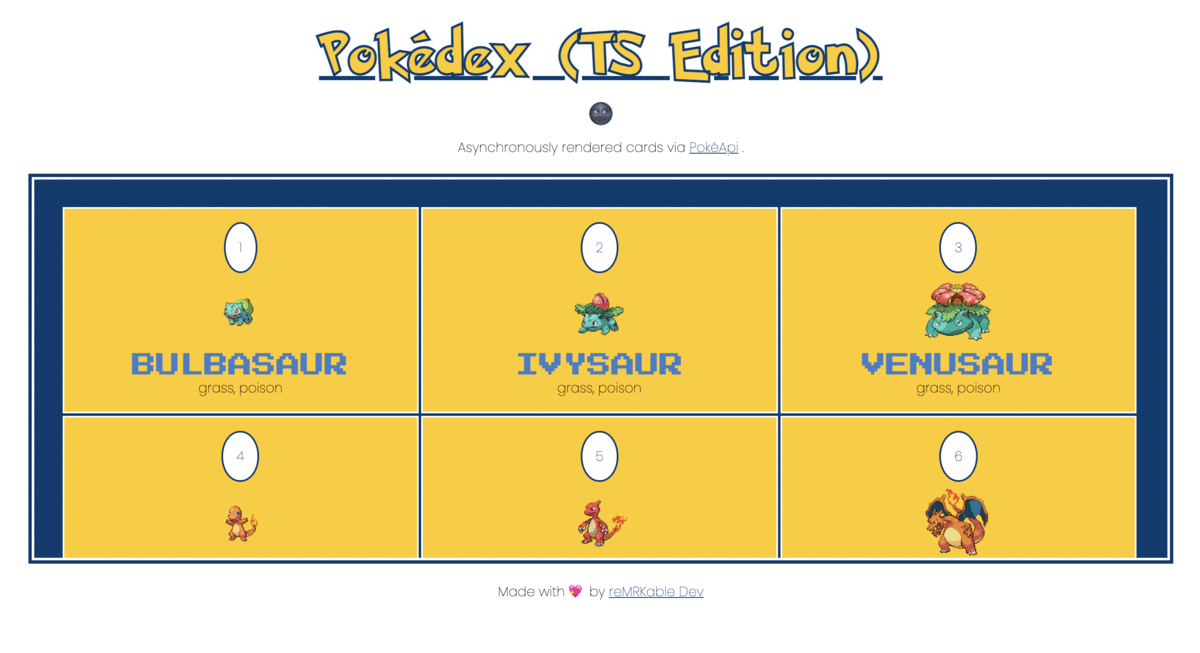 Pokédex (TS Edition)
Asynchronously rendered cards via PokéApi .
1 2 3
BULBASAUR IVYSAUR VENUSAUR
grass, poison grass, poison grass, poison
4 5 6
Made with 💖 by reMRKable Dev